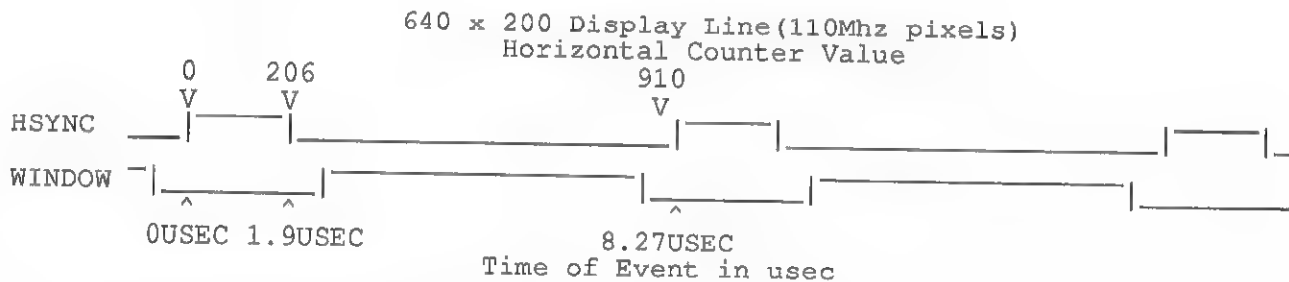 640 x 200 Display Line(110Mhz pixels)
Horizontal Counter Value
0 206 910
V V V
HSYNC
WINDOW
^ ^ ^
0USEC 1.9USEC 8.27USEC
Time of Event in usec